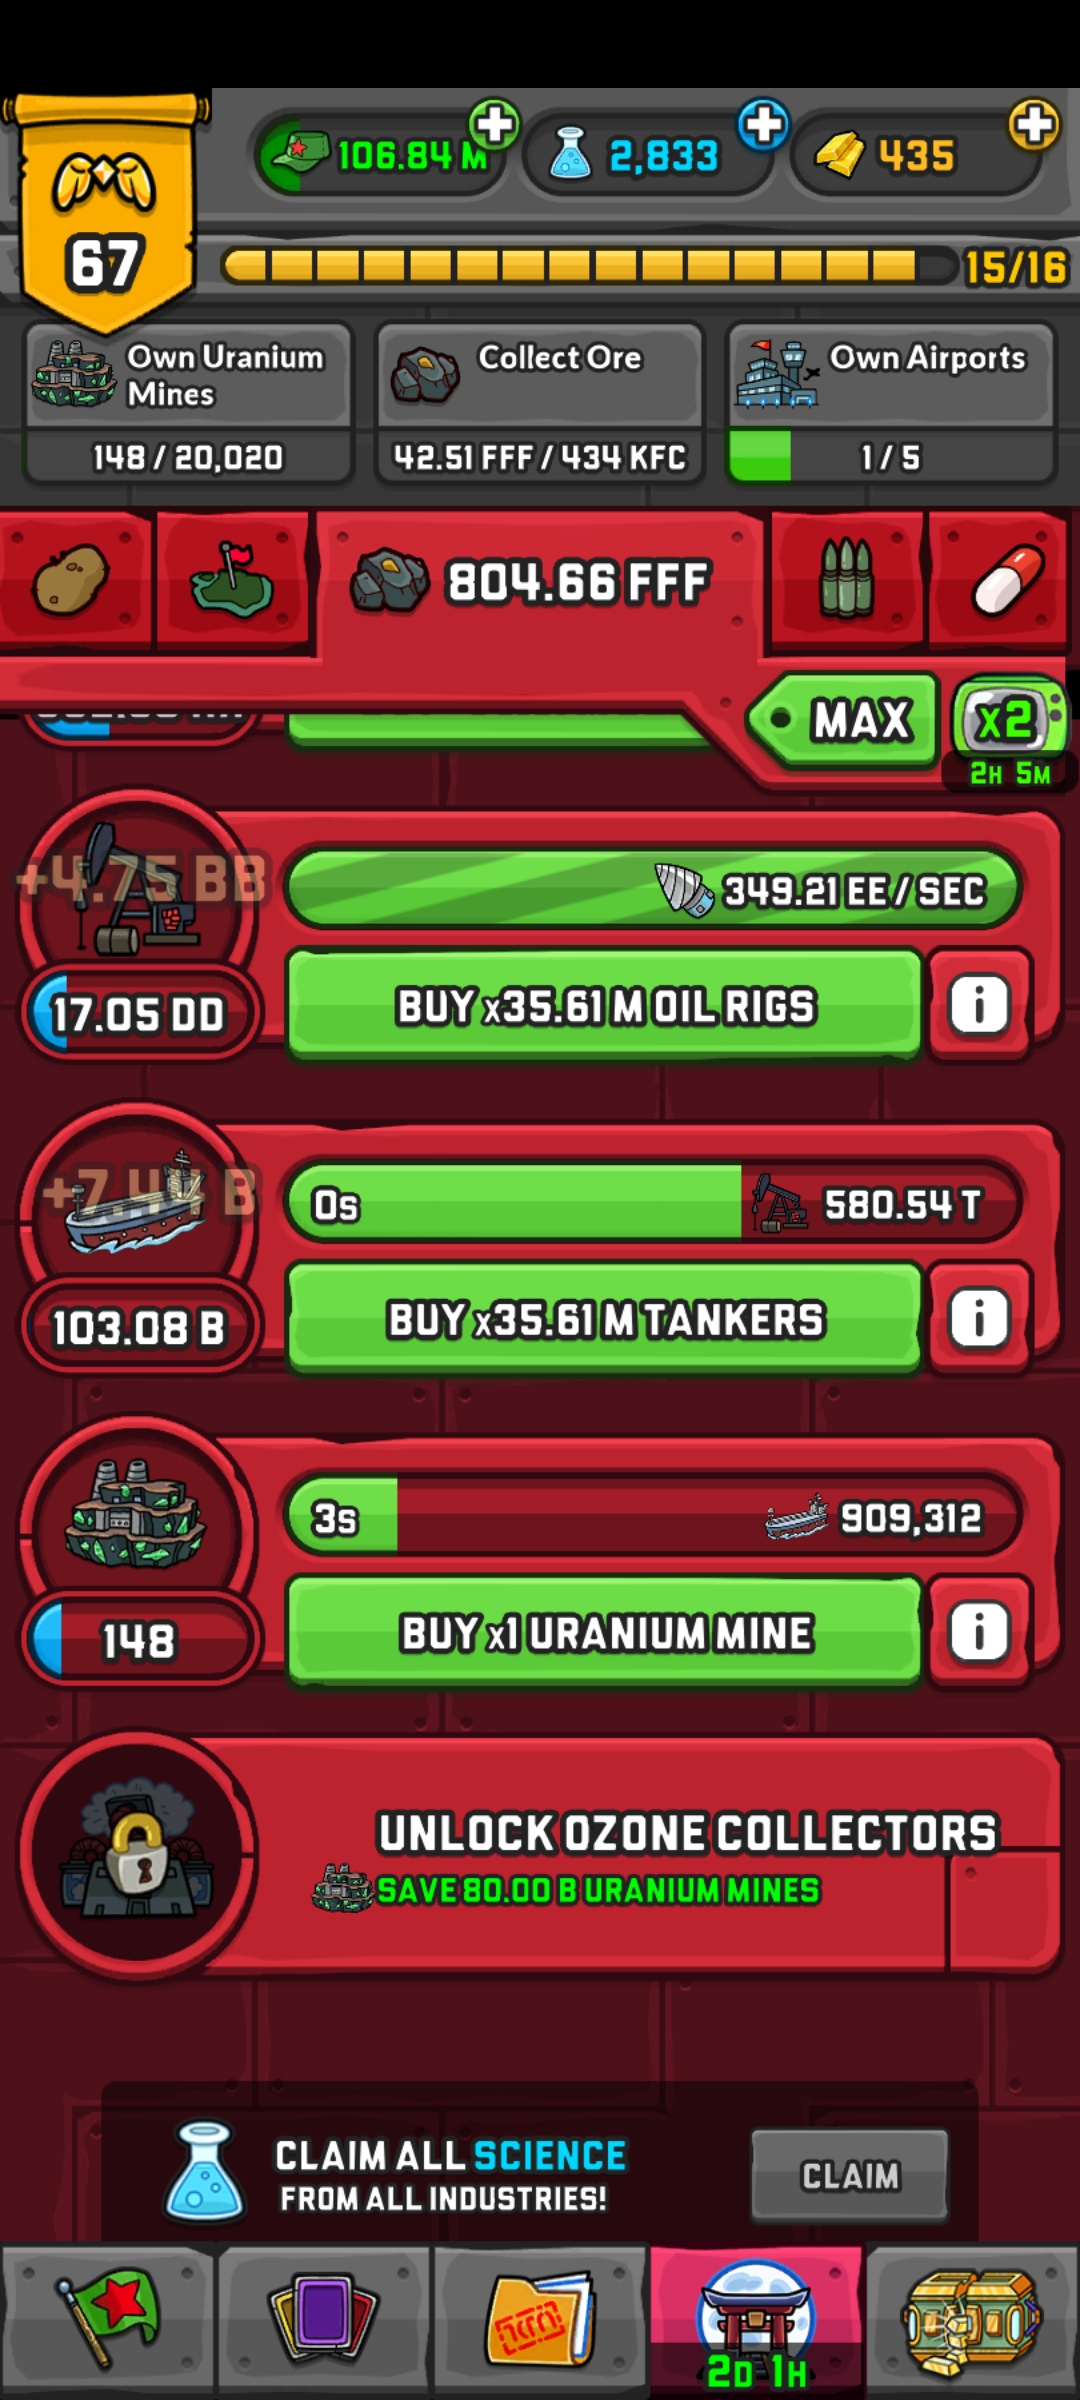 106.84 M
2,833
435
67
15/16
Own Uranium
Mines
148 / 20,020
Collect Ore
42.51 FFF / 434 KFC
Own Airports
1 / 5
804.66 FFF
MAX
x2
2H 5M
+4.75 BB
349.21 EE / SEC
17.05 DD
BUY x35.61 M OIL RIGS
i
0s
580.54 T
103.08 B
BUY x35.61 M TANKERS
i
3s
909,312
148
BUY x1 URANIUM MINE
i
UNLOCK OZONE COLLECTORS
SAVE 80.00 B URANIUM MINES
CLAIM ALL SCIENCE
FROM ALL INDUSTRIES!
CLAIM
2D 1H